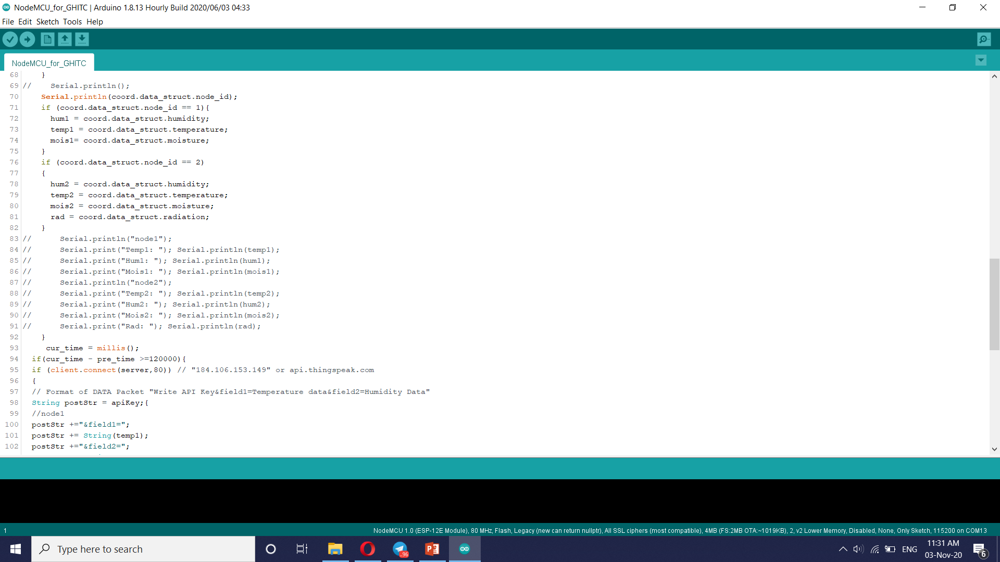 NodeMCU_for_GHITC | Arduino 1.8.13 Hourly Build 2020/06/03 04:33
File Edit Sketch Tools Help
NodeMCU_for_GHITC
68 }
69 // Serial.println();
70 Serial.println(coord.data_struct.node_id);
71 if (coord.data_struct.node_id == 1){
72 hum1 = coord.data_struct.humidity;
73 temp1 = coord.data_struct.temperature;
74 mois1= coord.data_struct.moisture;
75 }
76 if (coord.data_struct.node_id == 2)
77 {
78 hum2 = coord.data_struct.humidity;
79 temp2 = coord.data_struct.temperature;
80 mois2 = coord.data_struct.moisture;
81 rad = coord.data_struct.radiation;
82 }
83 // Serial.println("node1");
84 // Serial.print("Temp1: "); Serial.println(temp1);
85 // Serial.print("Hum1: "); Serial.println(hum1);
86 // Serial.print("Mois1: "); Serial.println(mois1);
87 // Serial.println("node2");
88 // Serial.print("Temp2: "); Serial.println(temp2);
89 // Serial.print("Hum2: "); Serial.println(hum2);
90 // Serial.print("Mois2: "); Serial.println(mois2);
91 // Serial.print("Rad: "); Serial.println(rad);
92 }
93 cur_time = millis();
94 if(cur_time - pre_time >=120000){
95 if (client.connect(server,80)) // "184.106.153.149" or api.thingspeak.com
96 {
97 // Format of DATA Packet "Write API Key&field1=Temperature data&field2=Humidity Data"
98 String postStr = apiKey;{
99 //node1
100 postStr +="&field1=";
101 postStr += String(temp1);
102 postStr +="&field2=";
1 NodeMCU 1.0 (ESP-12E Module), 80 MHz, Flash, Legacy (new can return nullptr), All SSL ciphers (most compatible), 4MB (FS:2MB OTA:~1019KB), 2, v2 Lower Memory, Disabled, None, Only Sketch, 115200 on COM13
Type here to search
..96
ENG
11:31 AM
03-Nov-20
6